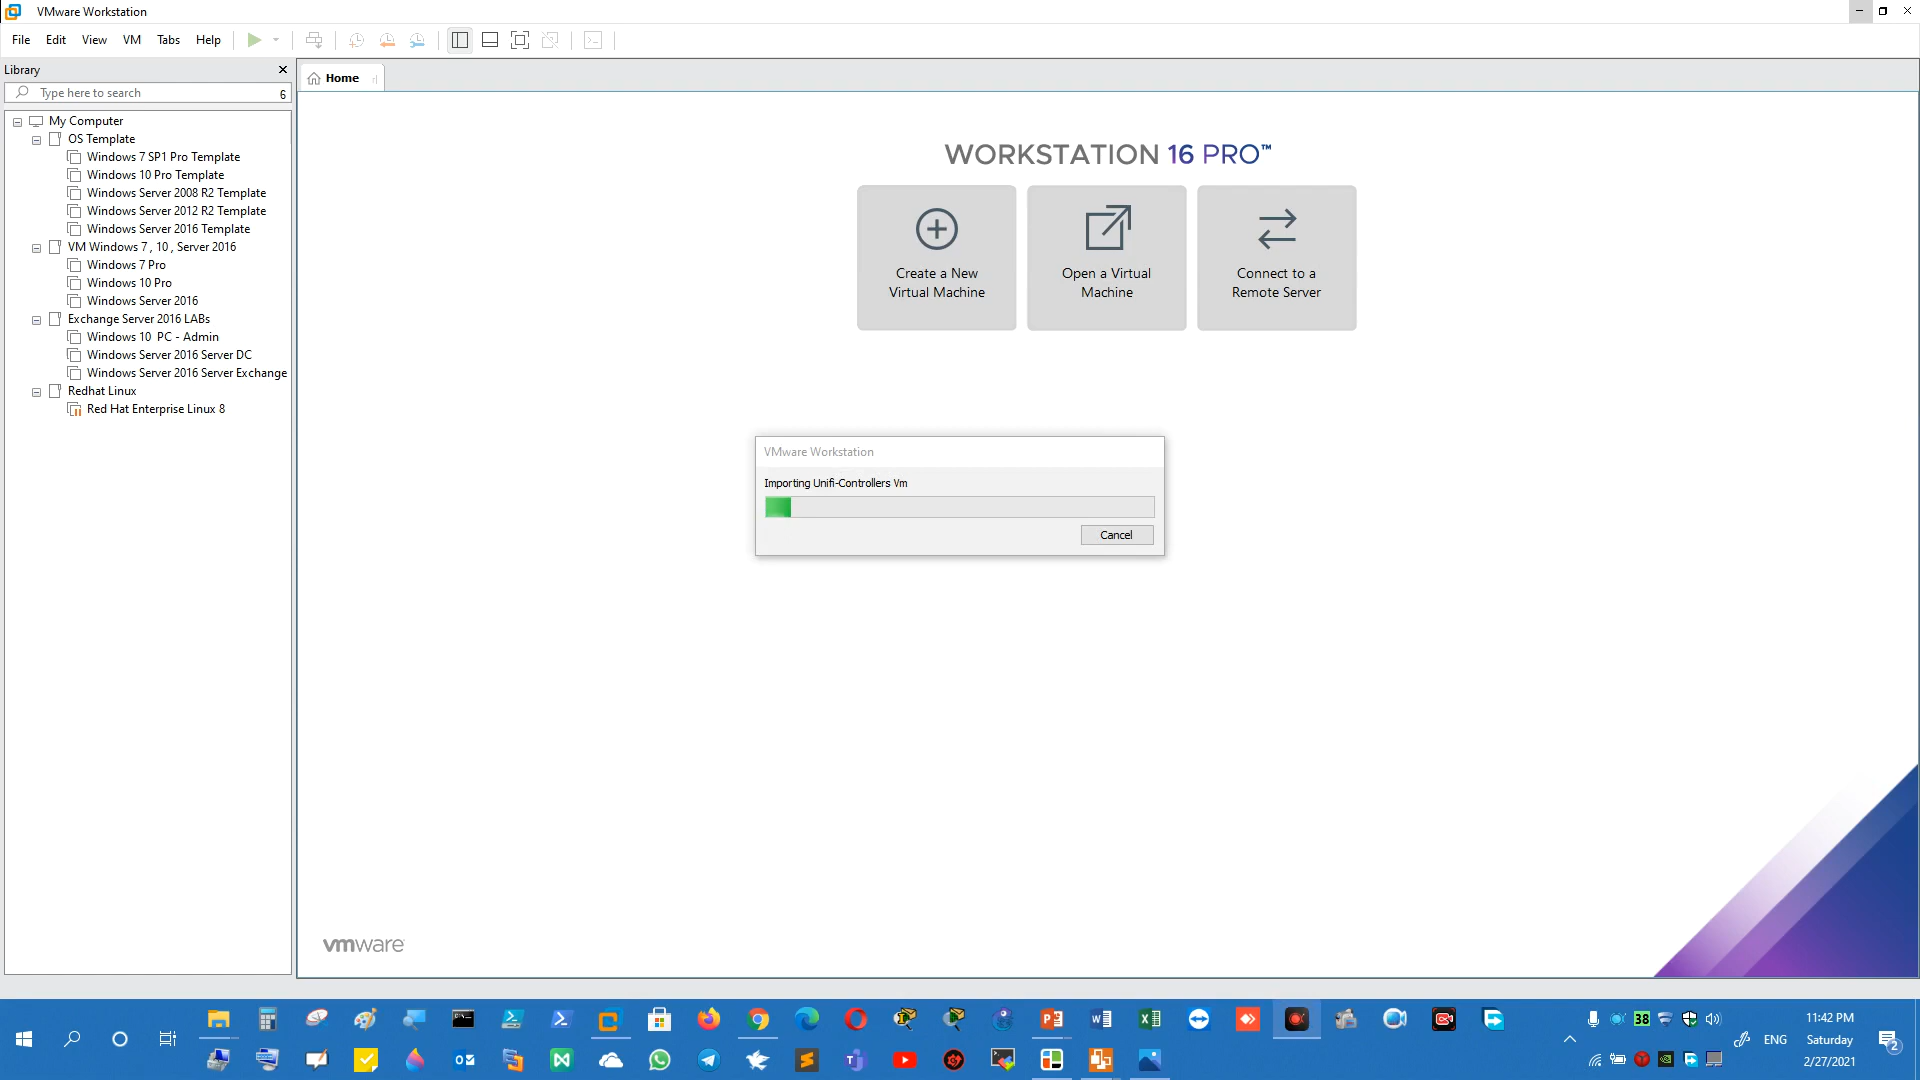 VMware Workstation
File Edit View VM Tabs Help
Library
Type here to search 6
My Computer
OS Template
Windows 7 SP1 Pro Template
Windows 10 Pro Template
Windows Server 2008 R2 Template
Windows Server 2012 R2 Template
Windows Server 2016 Template
VM Windows 7 , 10 , Server 2016
Windows 7 Pro
Windows 10 Pro
Windows Server 2016
Exchange Server 2016 LABs
Windows 10 PC - Admin
Windows Server 2016 Server DC
Windows Server 2016 Server Exchange
Redhat Linux
Red Hat Enterprise Linux 8
Home
WORKSTATION 16 PRO™
Create a New
Virtual Machine
Open a Virtual
Machine
Connect to a
Remote Server
VMware Workstation
Importing Unifi-Controllers Vm
Cancel
vmware
38
ENG
11:42 PM
Saturday
2/27/2021
2